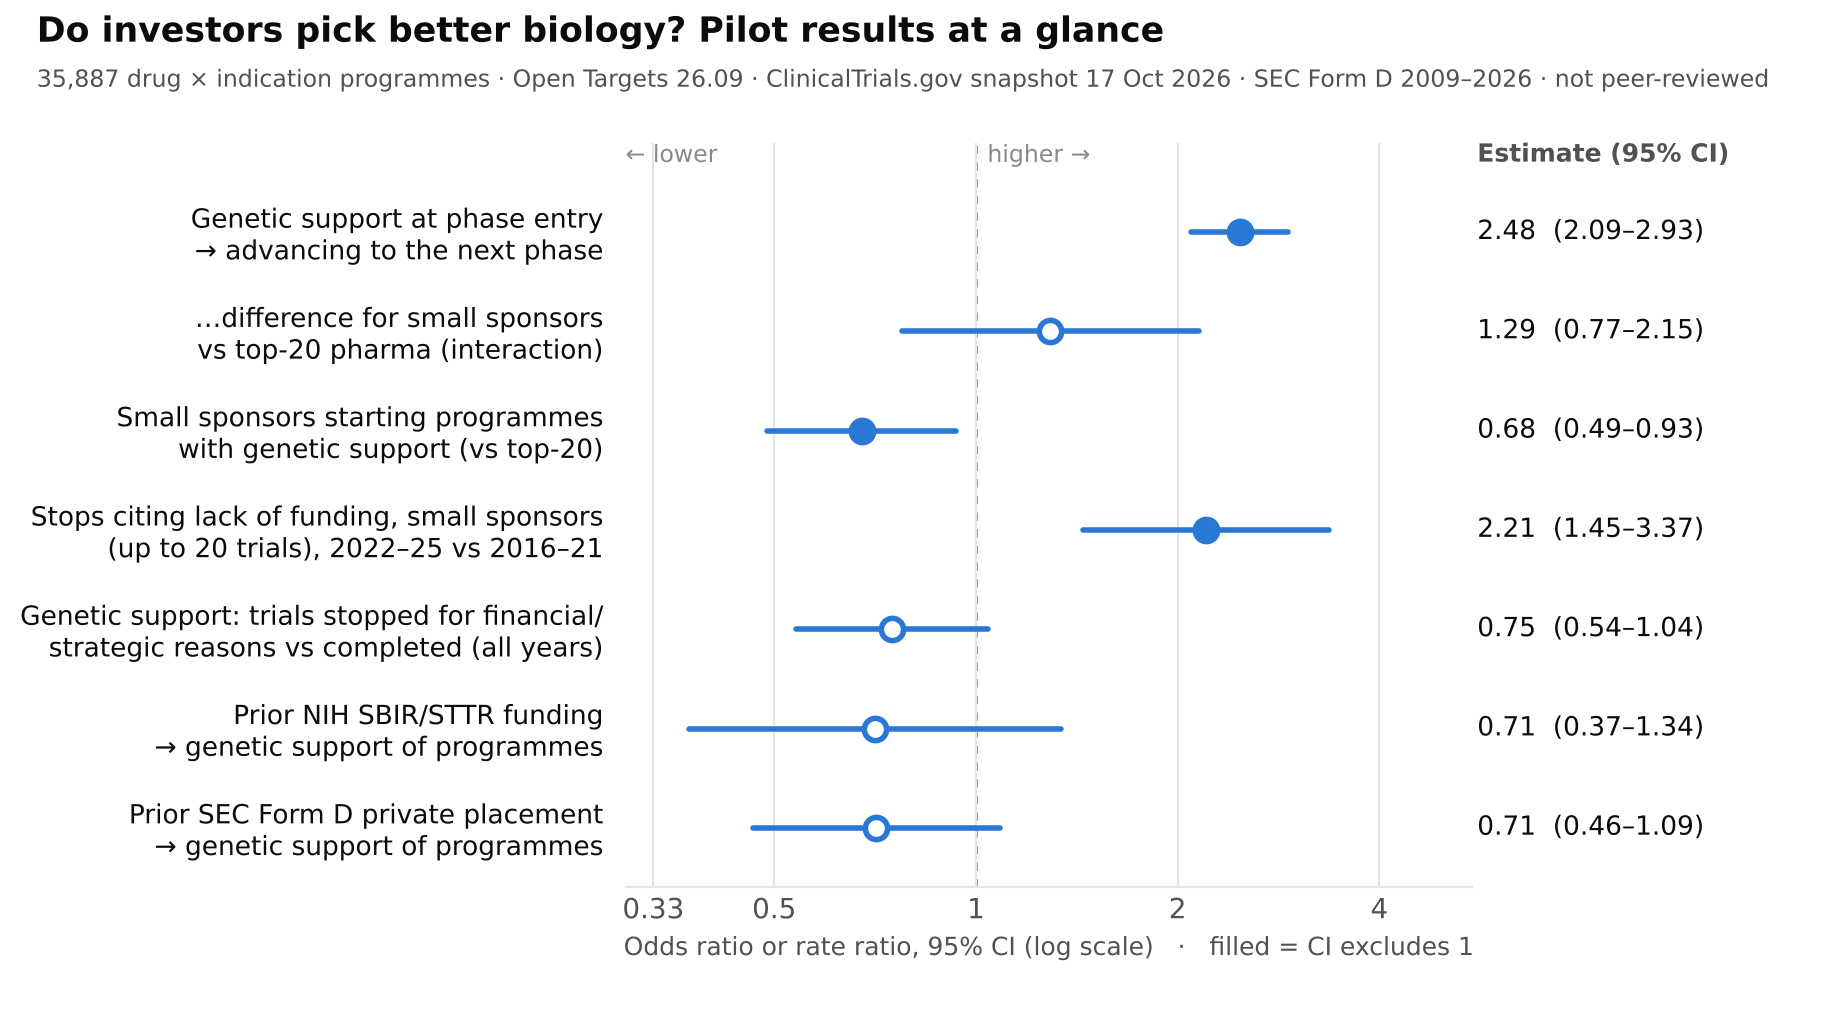 Do investors pick better biology? Pilot results at a glance
35,887 drug × indication programmes · Open Targets 26.09 · ClinicalTrials.gov snapshot 17 Oct 2026 · SEC Form D 2009–2026 · not peer-reviewed
← lower
higher →
Estimate (95% CI)
Genetic support at phase entry
→ advancing to the next phase
2.48 (2.09–2.93)
…difference for small sponsors
vs top-20 pharma (interaction)
1.29 (0.77–2.15)
Small sponsors starting programmes
with genetic support (vs top-20)
0.68 (0.49–0.93)
Stops citing lack of funding, small sponsors
(up to 20 trials), 2022–25 vs 2016–21
2.21 (1.45–3.37)
Genetic support: trials stopped for financial/
strategic reasons vs completed (all years)
0.75 (0.54–1.04)
Prior NIH SBIR/STTR funding
→ genetic support of programmes
0.71 (0.37–1.34)
Prior SEC Form D private placement
→ genetic support of programmes
0.71 (0.46–1.09)
0.33 0.5 1 2 4
Odds ratio or rate ratio, 95% CI (log scale) · filled = CI excludes 1